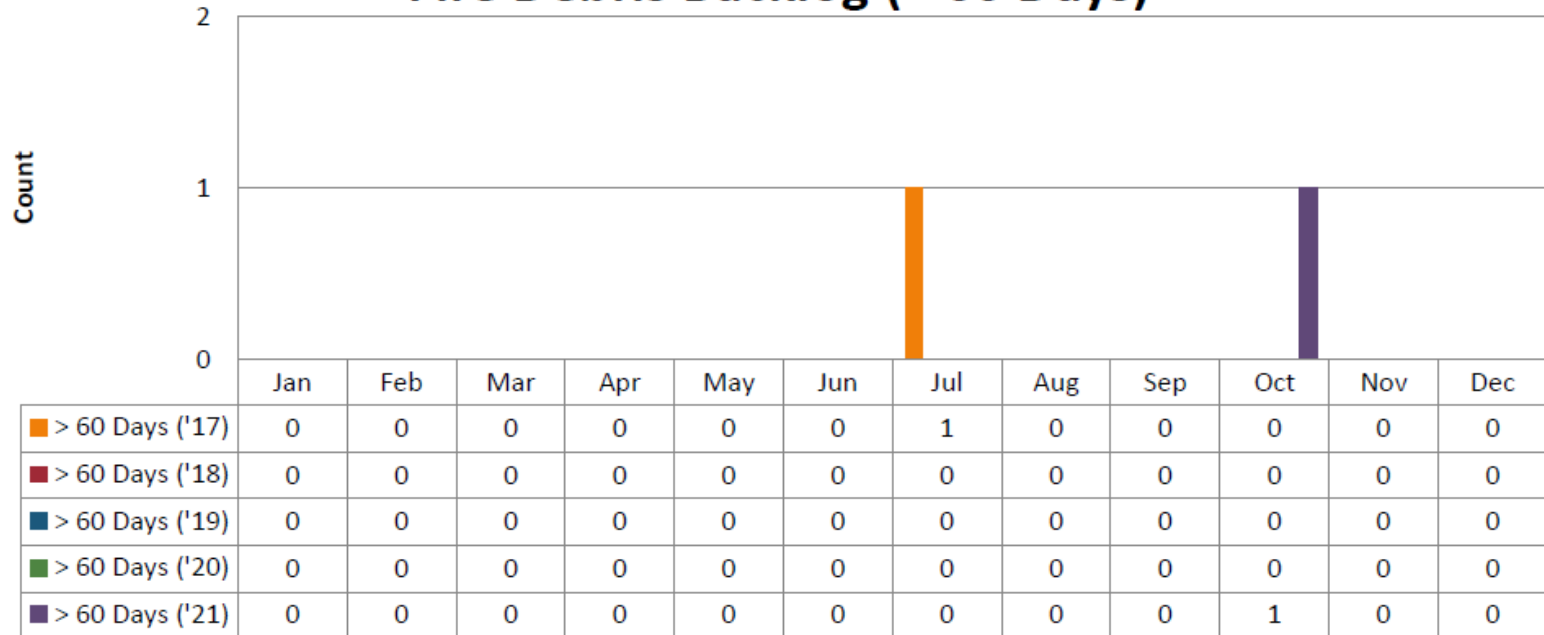 2
Count
1
0
Jan Feb Mar Apr May Jun Jul Aug Sep Oct Nov Dec
> 60 Days ('17) 0 0 0 0 0 0 1 0 0 0 0 0
> 60 Days ('18) 0 0 0 0 0 0 0 0 0 0 0 0
> 60 Days ('19) 0 0 0 0 0 0 0 0 0 0 0 0
> 60 Days ('20) 0 0 0 0 0 0 0 0 0 0 0 0
> 60 Days ('21) 0 0 0 0 0 0 0 0 0 1 0 0